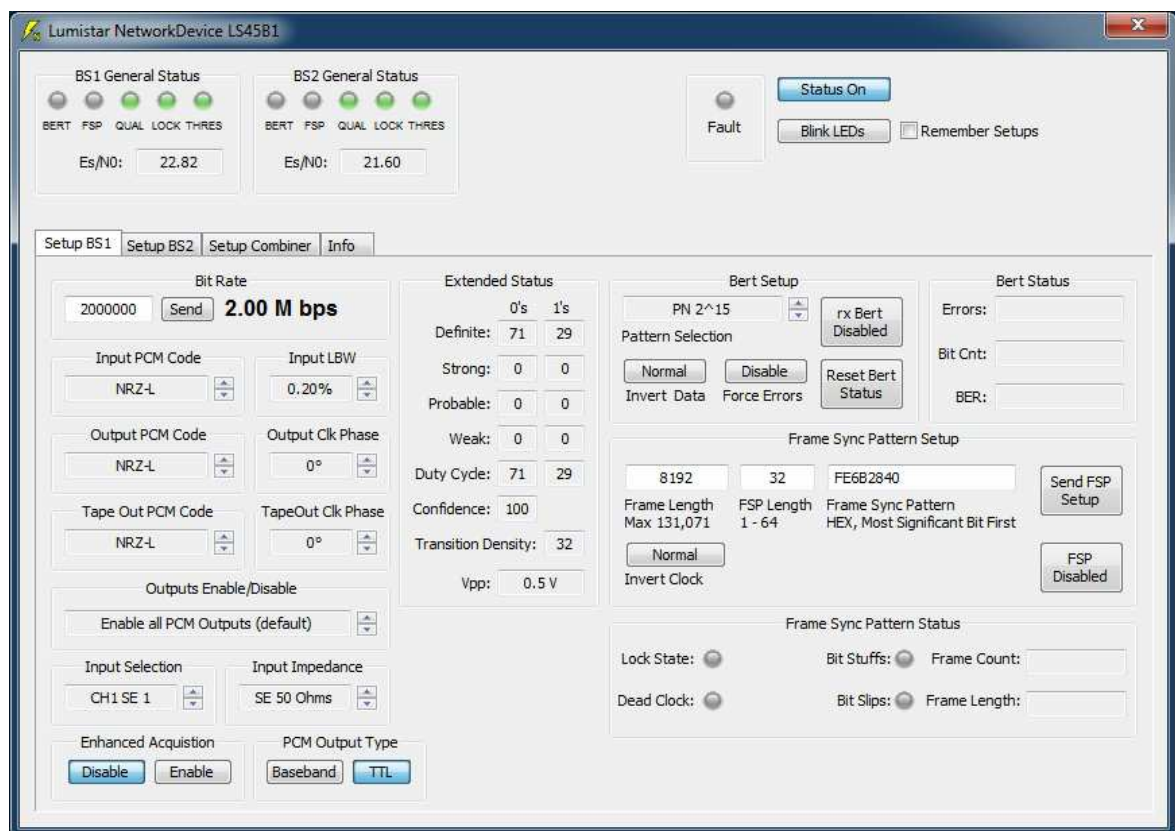 Lumistar NetworkDevice LS45B1
BS1 General Status
BERT FSP QUAL LOCK THRES
Es/N0: 22.82
BS2 General Status
BERT FSP QUAL LOCK THRES
Es/N0: 21.60
Fault
Status On
Blink LEDs
Remember Setups
Setup BS1 Setup BS2 Setup Combiner Info
Bit Rate
2000000 Send 2.00 M bps
Input PCM Code
NRZ-L
Input LBW
0.20%
Output PCM Code
NRZ-L
Output Clk Phase
0°
Tape Out PCM Code
NRZ-L
TapeOut Clk Phase
0°
Outputs Enable/Disable
Enable all PCM Outputs (default)
Input Selection
CH1 SE 1
Input Impedance
SE 50 Ohms
Enhanced Acquistion
Disable Enable
PCM Output Type
Baseband TTL
Extended Status
0's 1's
Definite: 71 29
Strong: 0 0
Probable: 0 0
Weak: 0 0
Duty Cycle: 71 29
Confidence: 100
Transition Density: 32
Vpp: 0.5 V
Bert Setup
PN 2^15
Pattern Selection
rx Bert
Disabled
Normal
Invert Data
Disable
Force Errors
Reset Bert
Status
Bert Status
Errors:
Bit Cnt:
BER:
Frame Sync Pattern Setup
8192
Frame Length
Max 131,071
32
FSP Length
1 - 64
FE6B2840
Frame Sync Pattern
HEX, Most Significant Bit First
Send FSP
Setup
Normal
Invert Clock
FSP
Disabled
Frame Sync Pattern Status
Lock State: Bit Stuffs: Frame Count:
Dead Clock: Bit Slips: Frame Length: